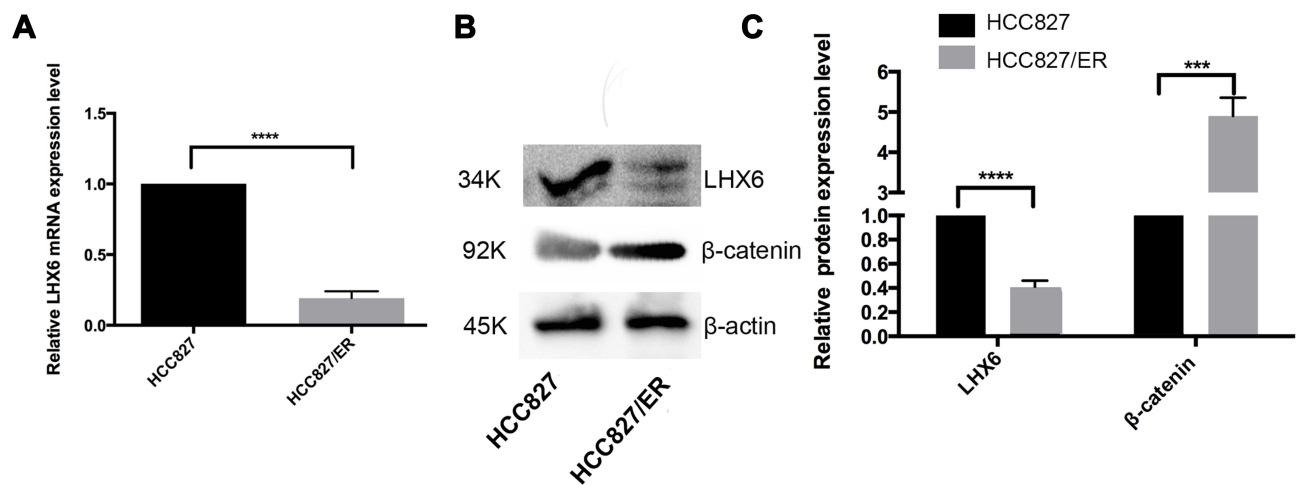 A
Relative LHX6 mRNA expression level
1.5
1.0
0.5
0.0
****
HCC827
HCC827/ER
B
34K
LHX6
92K
β-catenin
45K
β-actin
HCC827
HCC827/ER
C
HCC827
HCC827/ER
Relative protein expression level
6
5
4
3
1.0
0.8
0.6
0.4
0.2
0.0
****
***
LHX6
β-catenin